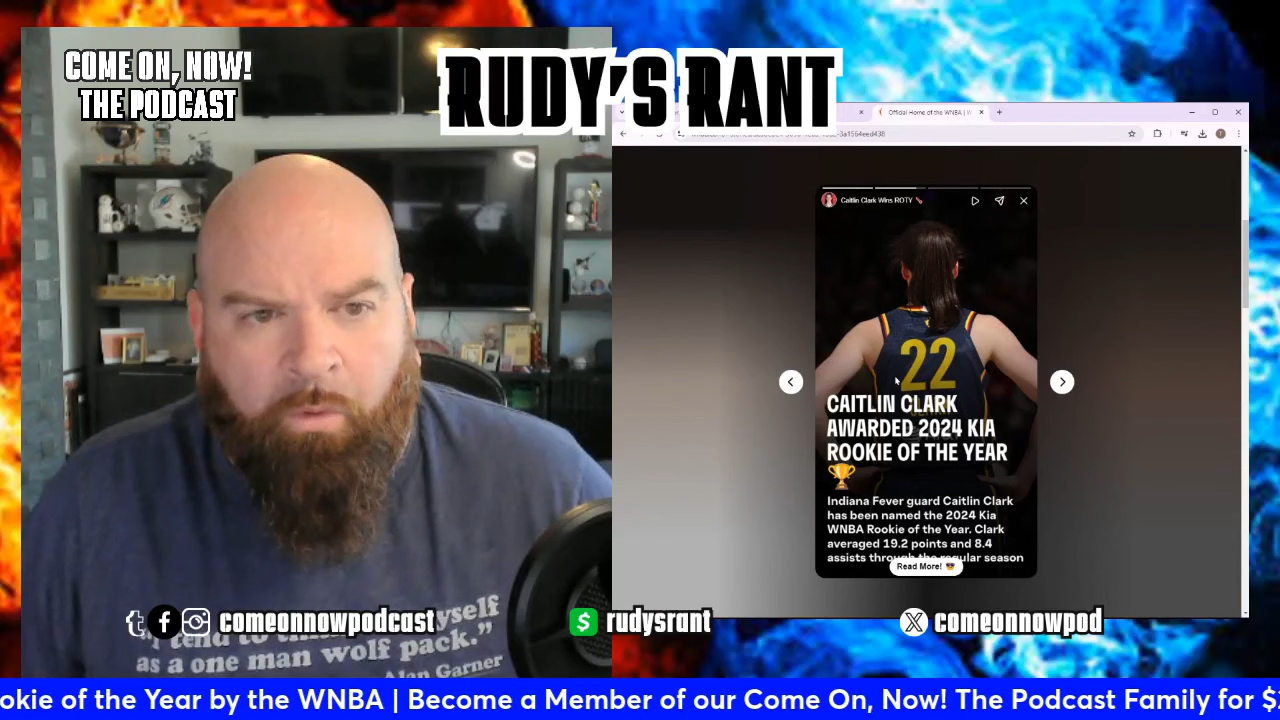 COME ON, NOW!
THE PODCAST
RUDY'S RANT
Official Home of the WNBA | W
Caitlin Clark Wins ROTY
22
CAITLIN CLARK
AWARDED 2024 KIA
ROOKIE OF THE YEAR
🏆
Indiana Fever guard Caitlin Clark
has been named the 2024 Kia
WNBA Rookie of the Year. Clark
averaged 19.2 points and 8.4
assists through the regular season
Read More!
"I tend to think of myself
as a one man wolf pack."
Alan Garner
comeonnowpodcast
rudysrant
comeonnowpod
okie of the Year by the WNBA | Become a Member of our Come On, Now! The Podcast Family for $